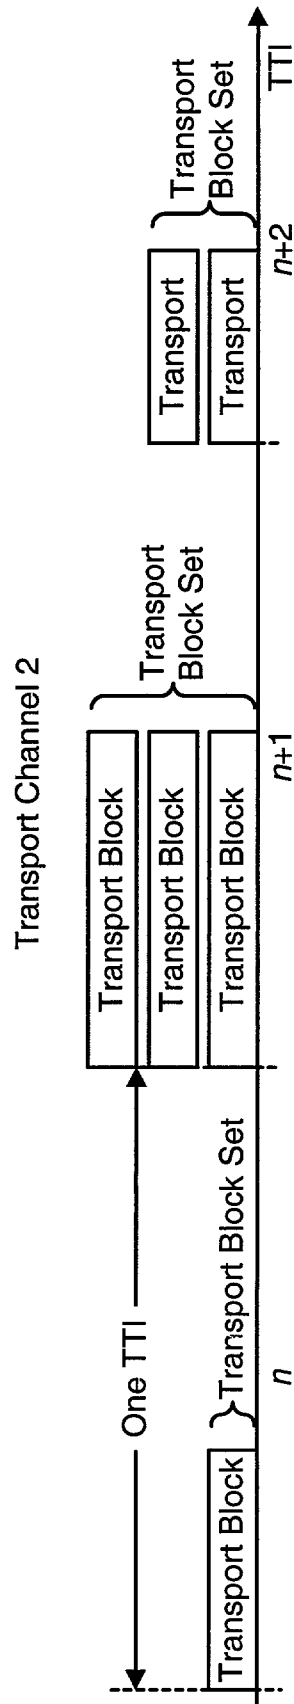 Transport Channel 2
One TTI
Transport Block
Transport Block Set
n
Transport Block
Transport Block
Transport Block
Transport
Block Set
n+1
Transport
Transport
Transport
Block Set
n+2
TTI